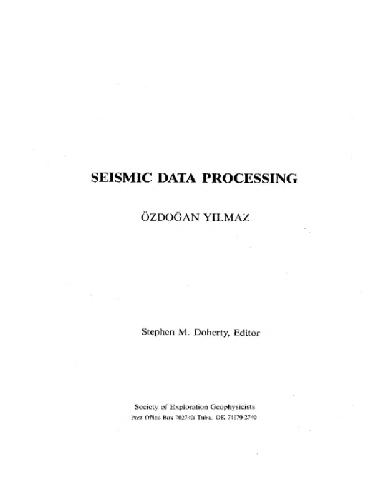 SEISMIC DATA PROCESSING
ÖZDOĞAN YILMAZ
Stephen M. Doherty, Editor
Society of Exploration Geophysicists
Post Office Box Tulsa, OK